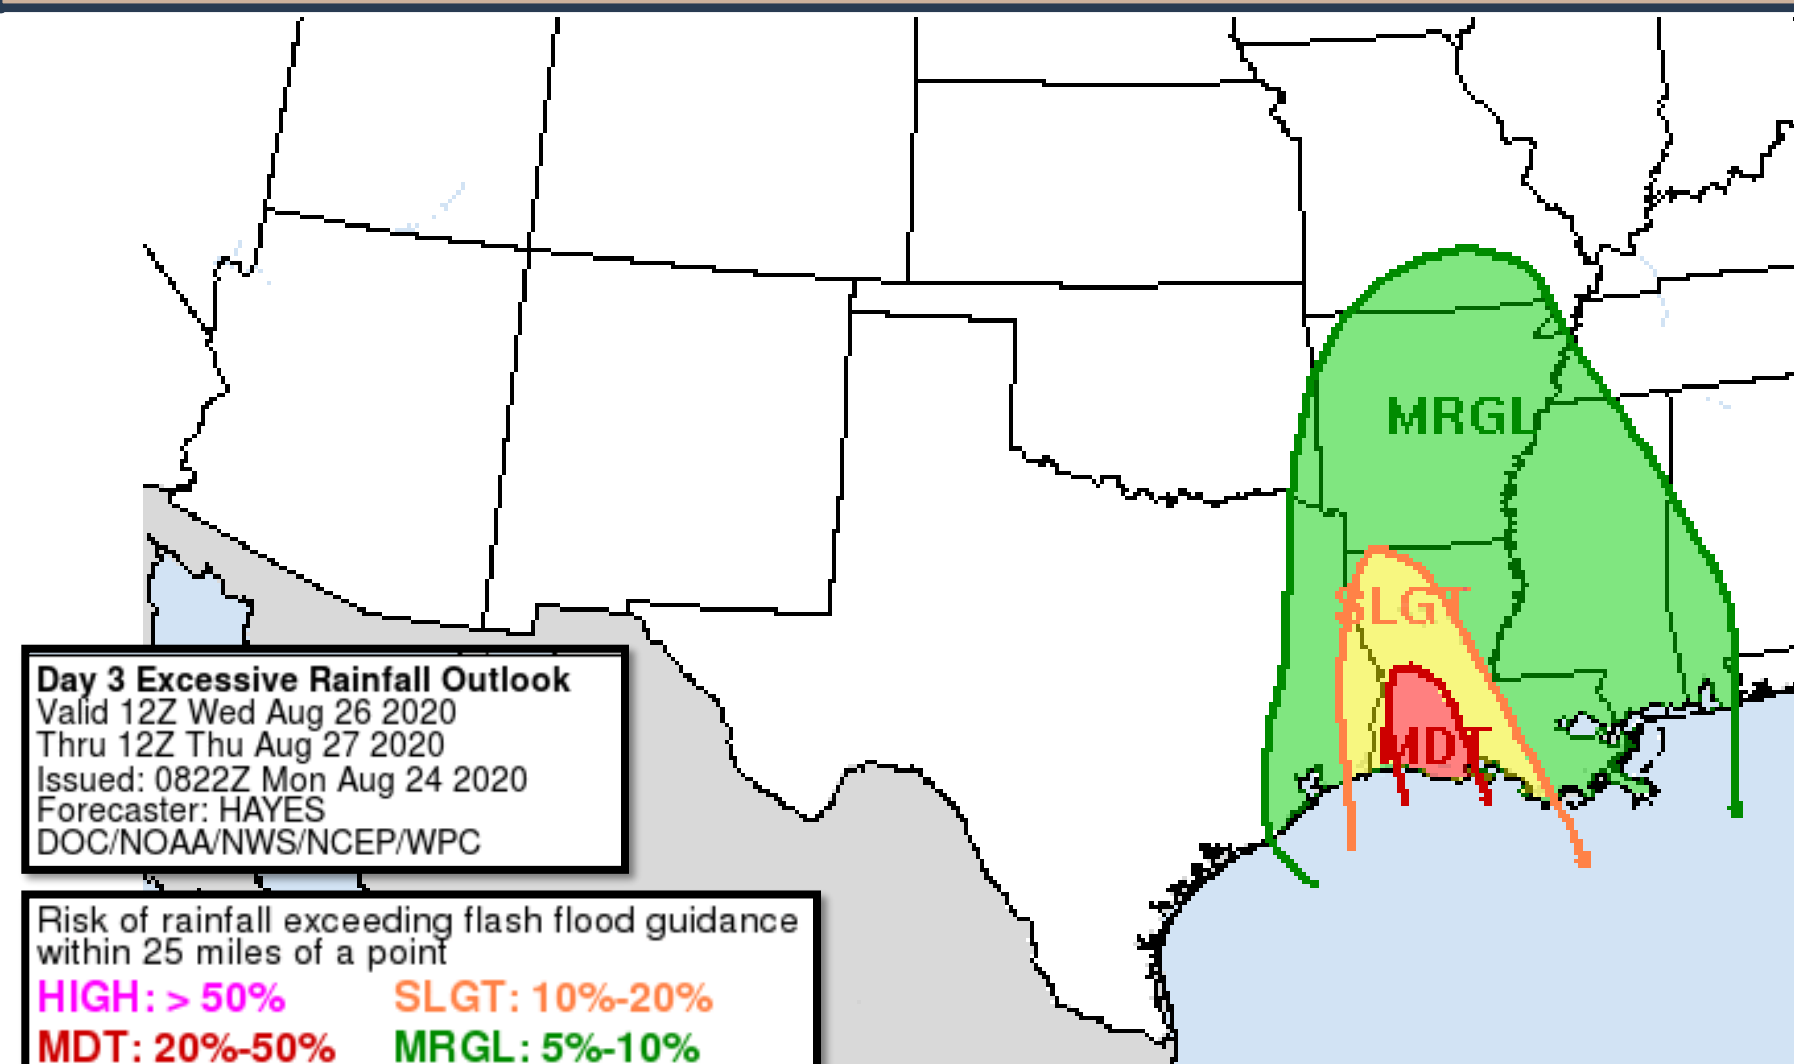 MRGL
SLGT
MDT
Day 3 Excessive Rainfall Outlook
Valid 12Z Wed Aug 26 2020
Thru 12Z Thu Aug 27 2020
Issued: 0822Z Mon Aug 24 2020
Forecaster: HAYES
DOC/NOAA/NWS/NCEP/WPC
Risk of rainfall exceeding flash flood guidance
within 25 miles of a point
HIGH: > 50% SLGT: 10%-20%
MDT: 20%-50% MRGL: 5%-10%